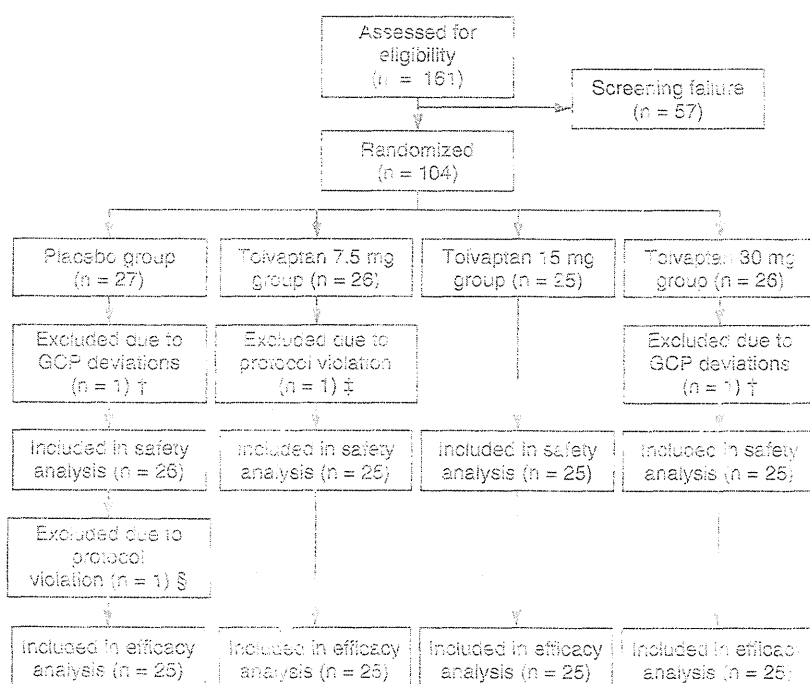 Assessed for
eligibility
(n = 161)
Screening failure
(n = 57)
Randomized
(n = 104)
Placebo group
(n = 27)
Tolvaptan 7.5 mg
group (n = 26)
Tolvaptan 15 mg
group (n = 25)
Tolvaptan 30 mg
group (n = 26)
Excluded due to
GCP deviations
(n = 1) †
Excluded due to
protocol violation
(n = 1) ‡
Excluded due to
GCP deviations
(n = 1) †
Included in safety
analysis (n = 26)
Included in safety
analysis (n = 25)
Included in safety
analysis (n = 25)
Included in safety
analysis (n = 25)
Excluded due to
protocol
violation (n = 1) §
Included in efficacy
analysis (n = 25)
Included in efficacy
analysis (n = 25)
Included in efficacy
analysis (n = 25)
Included in efficacy
analysis (n = 25)